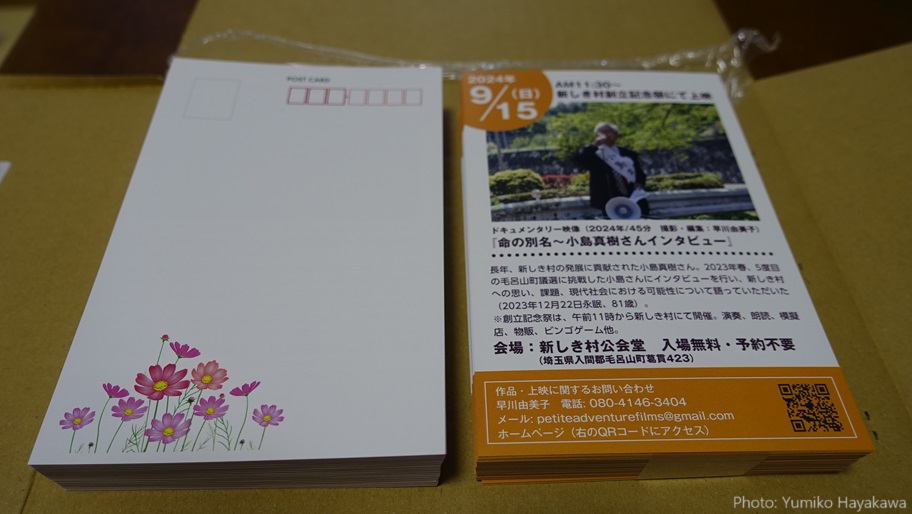 POST CARD
2024年
9/15(日)
AM11:30～
新しき村創立記念祭にて上映
ドキュメンタリー映像（2024年/45分　撮影・編集：早川由美子）
『命の別名～小島真樹さんインタビュー』
長年、新しき村の発展に貢献された小島真樹さん。2023年春、5度目
の毛呂山町議選に挑戦した小島さんにインタビューを行い、新しき村
への思い、課題、現代社会における可能性について語っていただいた
（2023年12月22日永眠、81歳）。
※創立記念祭は、午前11時から新しき村にて開催。演奏、朗読、模擬
店、物販、ビンゴゲーム他。
会場：新しき村公会堂　入場無料・予約不要
（埼玉県入間郡毛呂山町葛貫423）
作品・上映に関するお問い合わせ
早川由美子　電話: 080-4146-3404
メール: petiteadventurefilms@gmail.com
ホームページ（右のQRコードにアクセス）
Photo: Yumiko Hayakawa